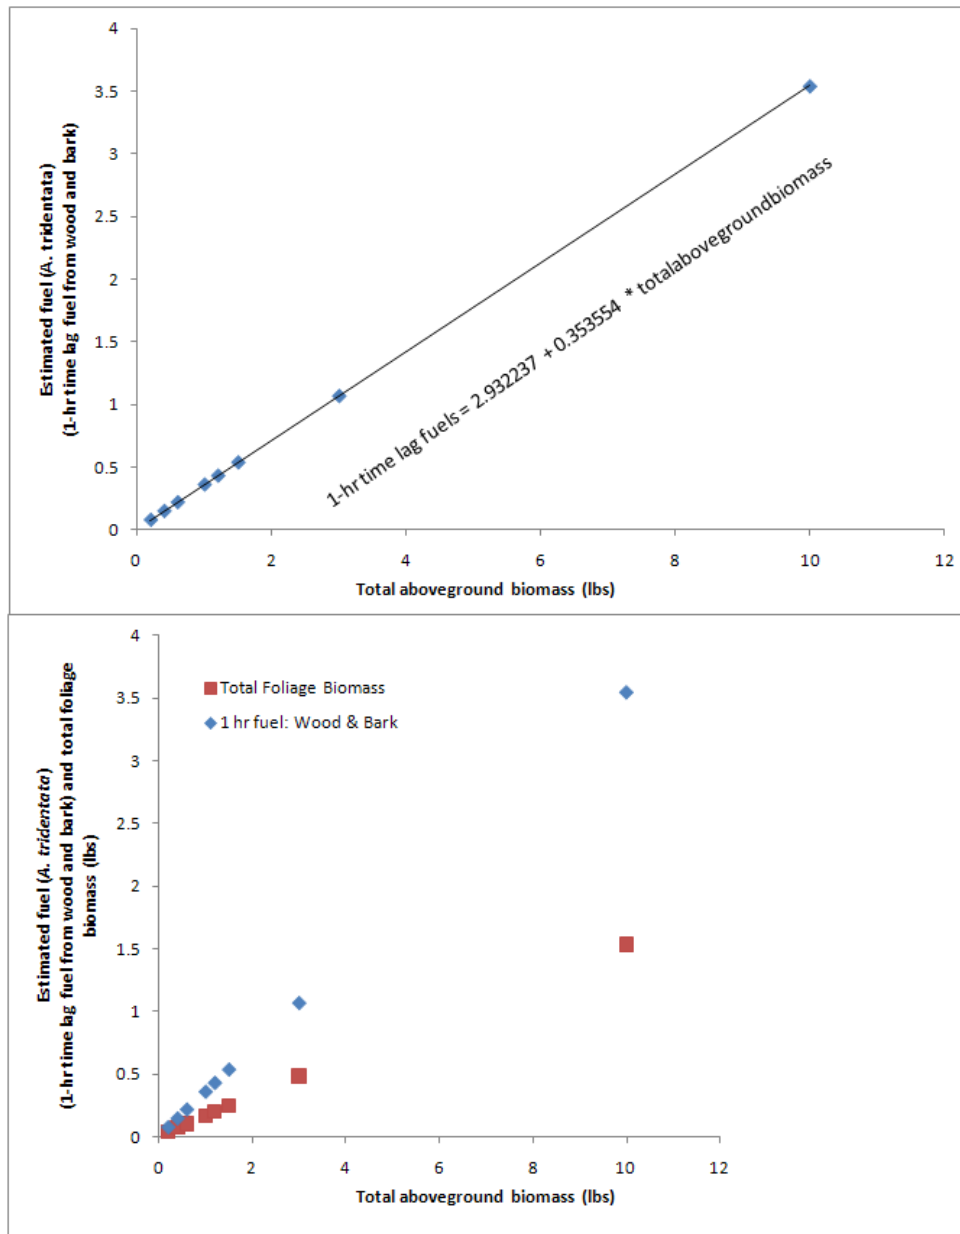 4
3.5
3
2.5
2
1.5
1
0.5
0
0 2 4 6 8 10 12
Estimated fuel (A. tridentata)
(1-hr time lag fuel from wood and bark)
1-hr time lag fuels = 2.932237 + 0.353554 * totalabovegroundbiomass
Total aboveground biomass (lbs)
4
3.5
3
2.5
2
1.5
1
0.5
0
0 2 4 6 8 10 12
Estimated fuel (A. tridentata)
(1-hr time lag fuel from wood and bark) and total foliage
biomass (lbs)
Total Foliage Biomass
1 hr fuel: Wood & Bark
Total aboveground biomass (lbs)